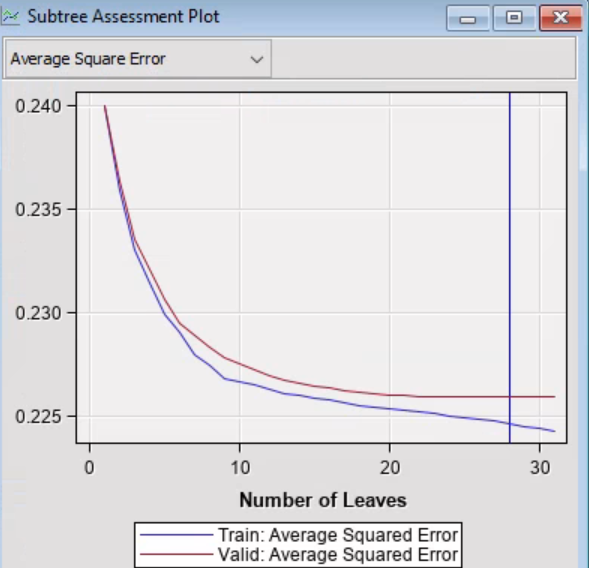 Subtree Assessment Plot
Average Square Error
0.240
0.235
0.230
0.225
0 10 20 30
Number of Leaves
Train: Average Squared Error
Valid: Average Squared Error